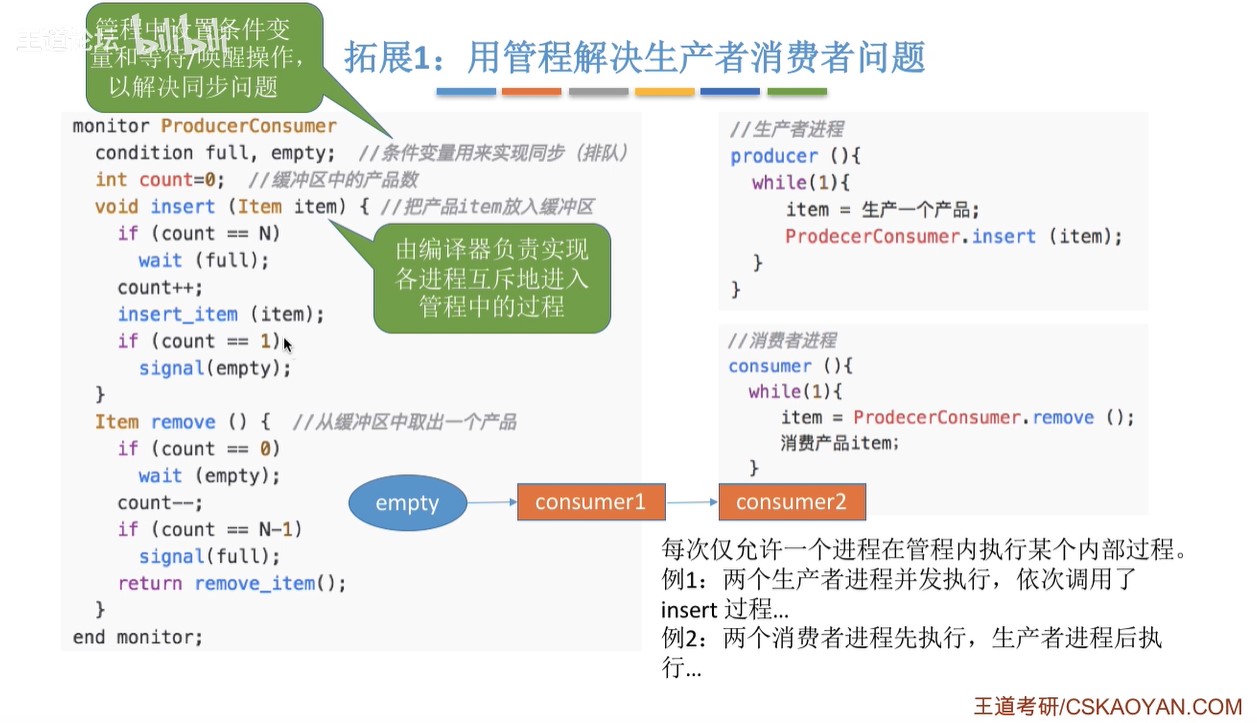 王道论坛 bilibili
管程中设置条件变
量和等待/唤醒操作，
以解决同步问题
拓展1：用管程解决生产者消费者问题
monitor ProducerConsumer
condition full, empty; //条件变量用来实现同步（排队）
int count=0; //缓冲区中的产品数
void insert (Item item) { //把产品item放入缓冲区
if (count == N)
wait (full);
count++;
insert_item (item);
if (count == 1)
signal(empty);
}
Item remove () { //从缓冲区中取出一个产品
if (count == 0)
wait (empty);
count--;
if (count == N-1)
signal(full);
return remove_item();
}
end monitor;
由编译器负责实现
各进程互斥地进入
管程中的过程
//生产者进程
producer (){
while(1){
item = 生产一个产品;
ProdecerConsumer.insert (item);
}
}
//消费者进程
consumer (){
while(1){
item = ProdecerConsumer.remove ();
消费产品item;
}
empty
consumer1
consumer2
每次仅允许一个进程在管程内执行某个内部过程。
例1：两个生产者进程并发执行，依次调用了
insert 过程...
例2：两个消费者进程先执行，生产者进程后执
行...
王道考研/CSKAOYAN.COM